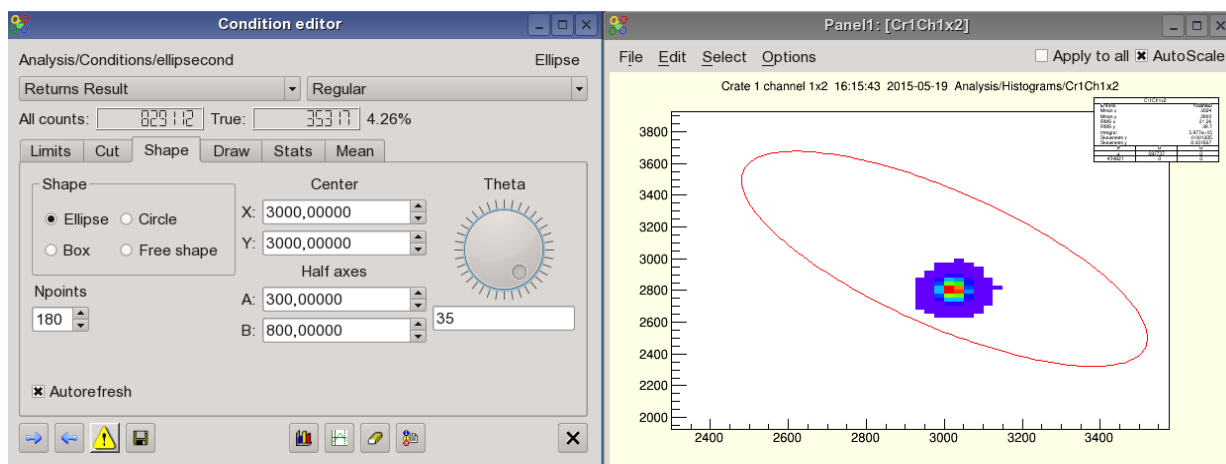 Condition editor
Analysis/Conditions/ellipsecond Ellipse
Returns Result Regular
All counts: 829112 True: 35317 4.26%
Limits Cut Shape Draw Stats Mean
Shape Center Theta
Ellipse Circle X: 3000,00000
Box Free shape Y: 3000,00000
Half axes
Npoints A: 300,00000
180 B: 800,00000 35
Autorefresh
Panel1: [Cr1Ch1x2]
File Edit Select Options Apply to all AutoScale
Crate 1 channel 1x2 16:15:43 2015-05-19 Analysis/Histograms/Cr1Ch1x2
Cr1Ch1x2
3800
3600
3400
3200
3000
2800
2600
2400
2200
2000
2400 2600 2800 3000 3200 3400